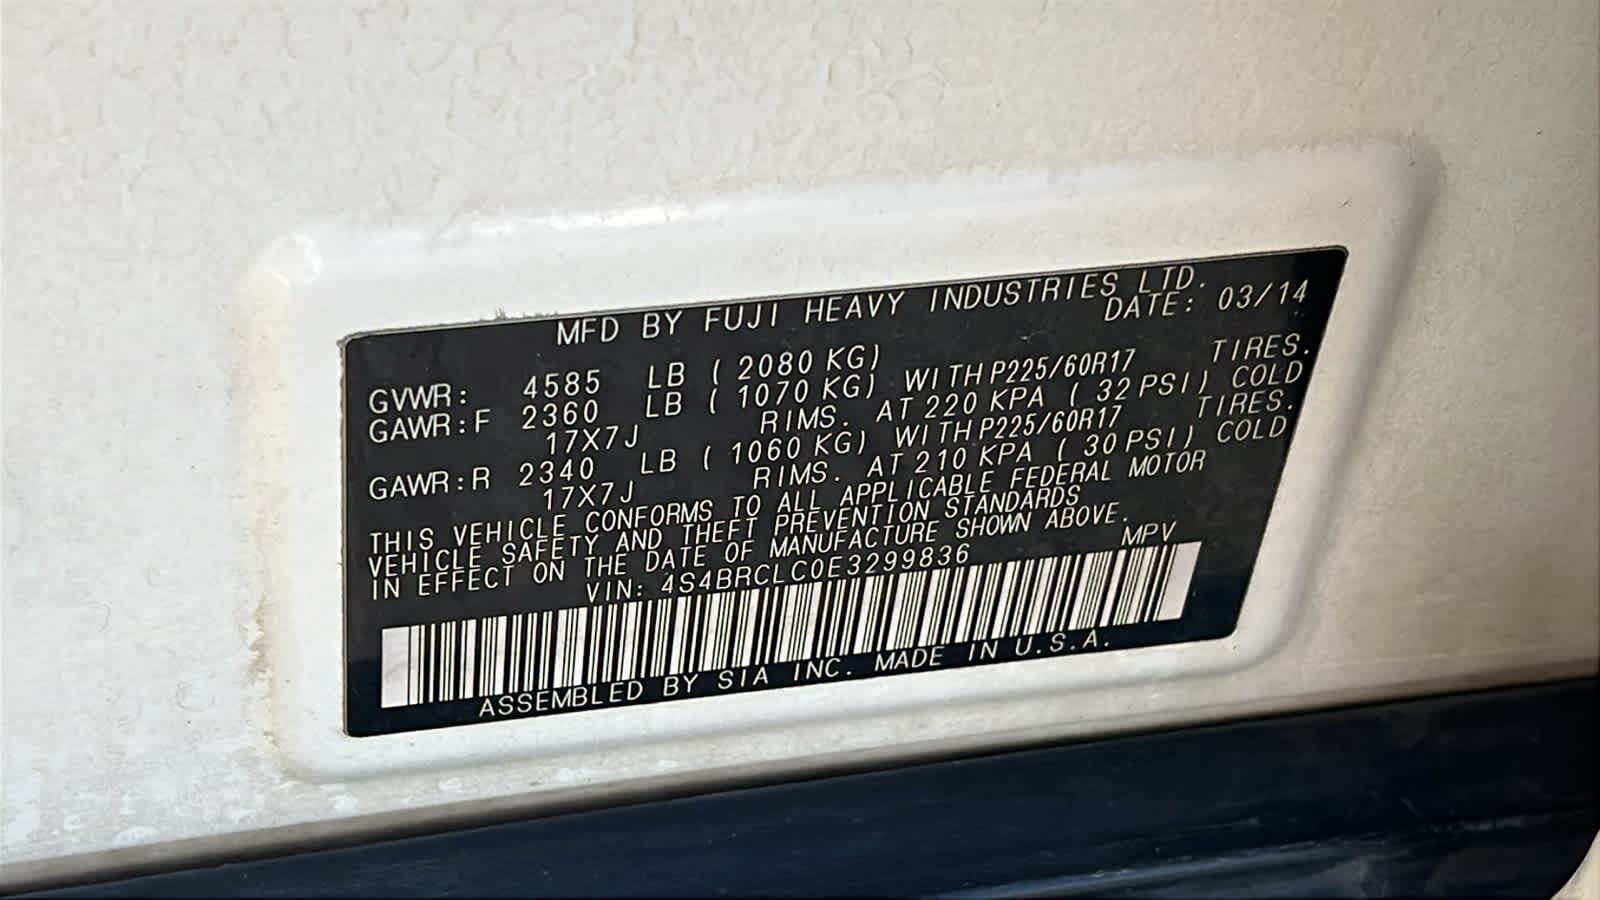 MFD BY FUJI HEAVY INDUSTRIES LTD.
DATE: 03/14
GVWR: 4585 LB ( 2080 KG)
GAWR:F 2360 LB ( 1070 KG) WITH P225/60R17 TIRES.
17X7J RIMS. AT 220 KPA ( 32 PSI) COLD
GAWR:R 2340 LB ( 1060 KG) WITH P225/60R17 TIRES.
17X7J RIMS. AT 210 KPA ( 30 PSI) COLD
THIS VEHICLE CONFORMS TO ALL APPLICABLE FEDERAL MOTOR
VEHICLE SAFETY AND THEFT PREVENTION STANDARDS
IN EFFECT ON THE DATE OF MANUFACTURE SHOWN ABOVE.
VIN: 4S4BRCLC0E3299836 MPV
ASSEMBLED BY SIA INC. MADE IN U.S.A.